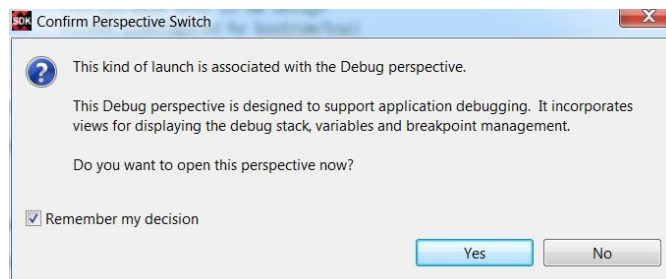 SDK Confirm Perspective Switch
This kind of launch is associated with the Debug perspective.
This Debug perspective is designed to support application debugging. It incorporates
views for displaying the debug stack, variables and breakpoint management.
Do you want to open this perspective now?
Remember my decision
Yes No